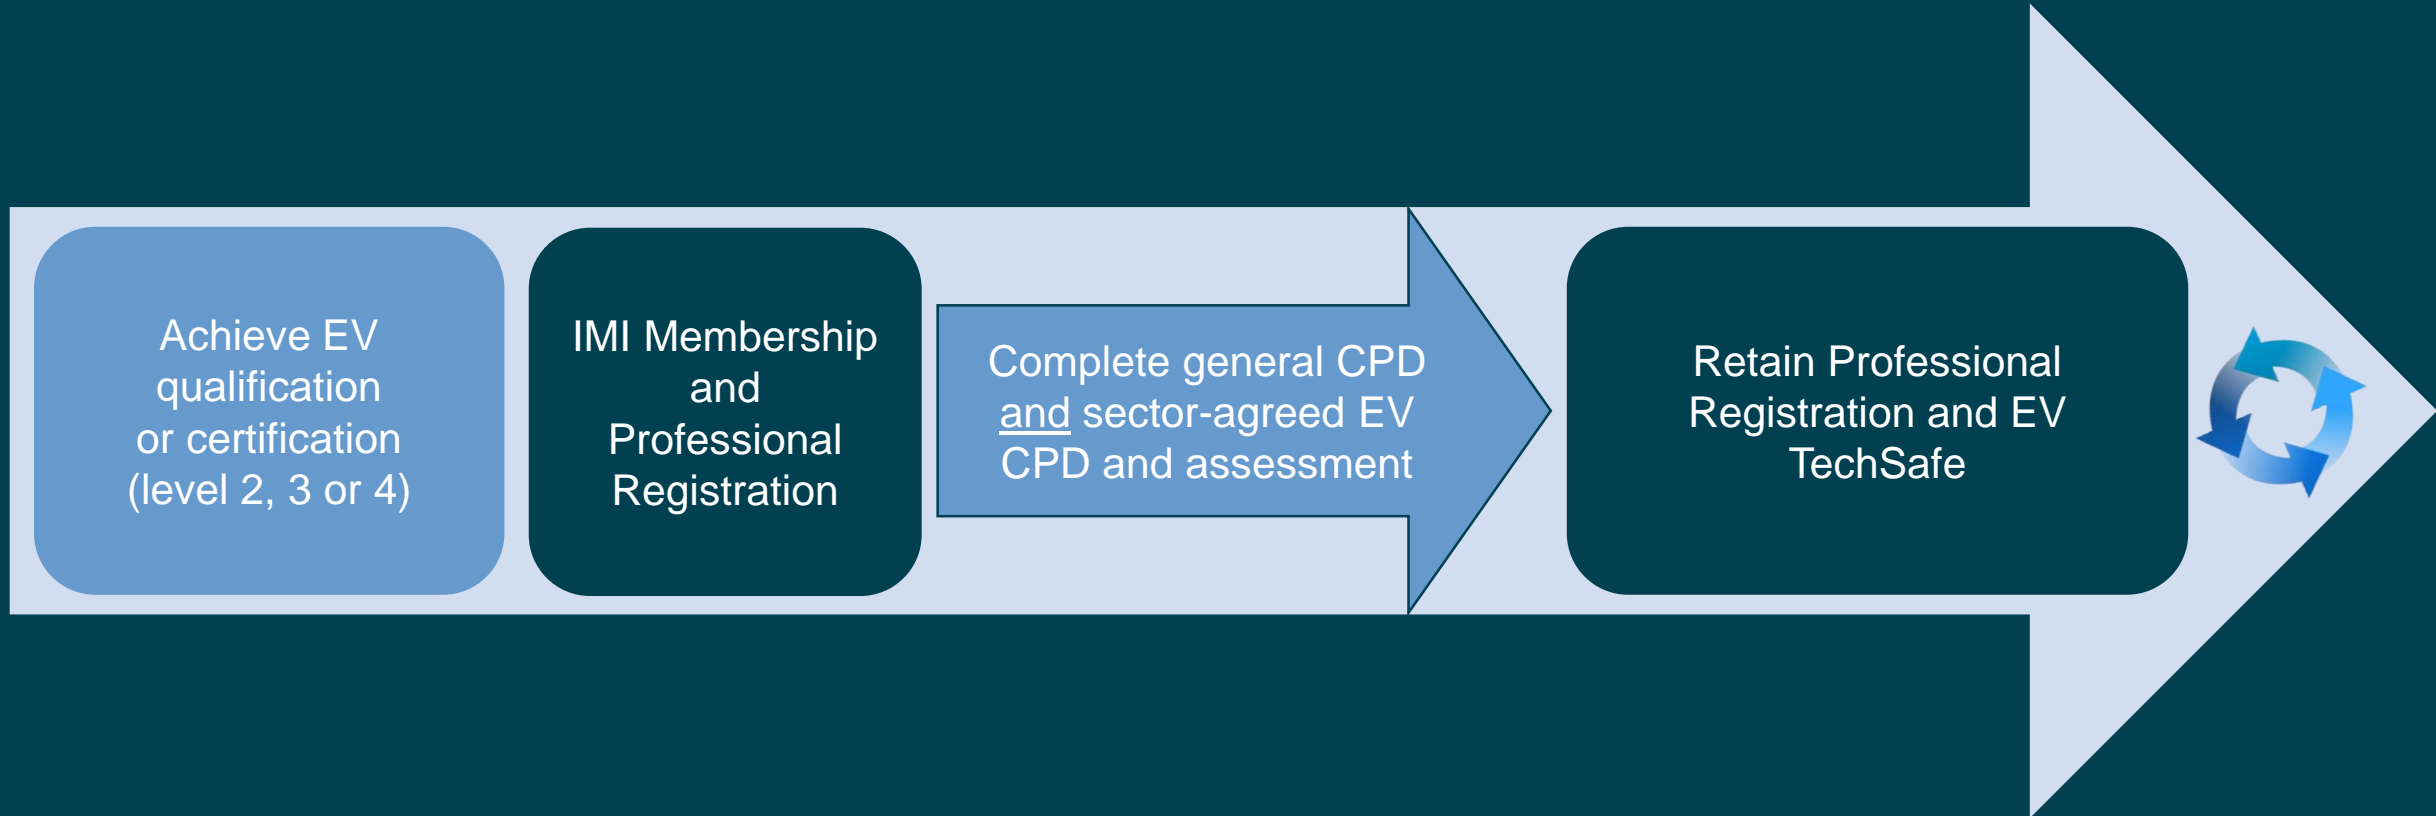 Achieve EV
qualification
or certification
(level 2, 3 or 4)
IMI Membership
and
Professional
Registration
Complete general CPD
and sector-agreed EV
CPD and assessment
Retain Professional
Registration and EV
TechSafe